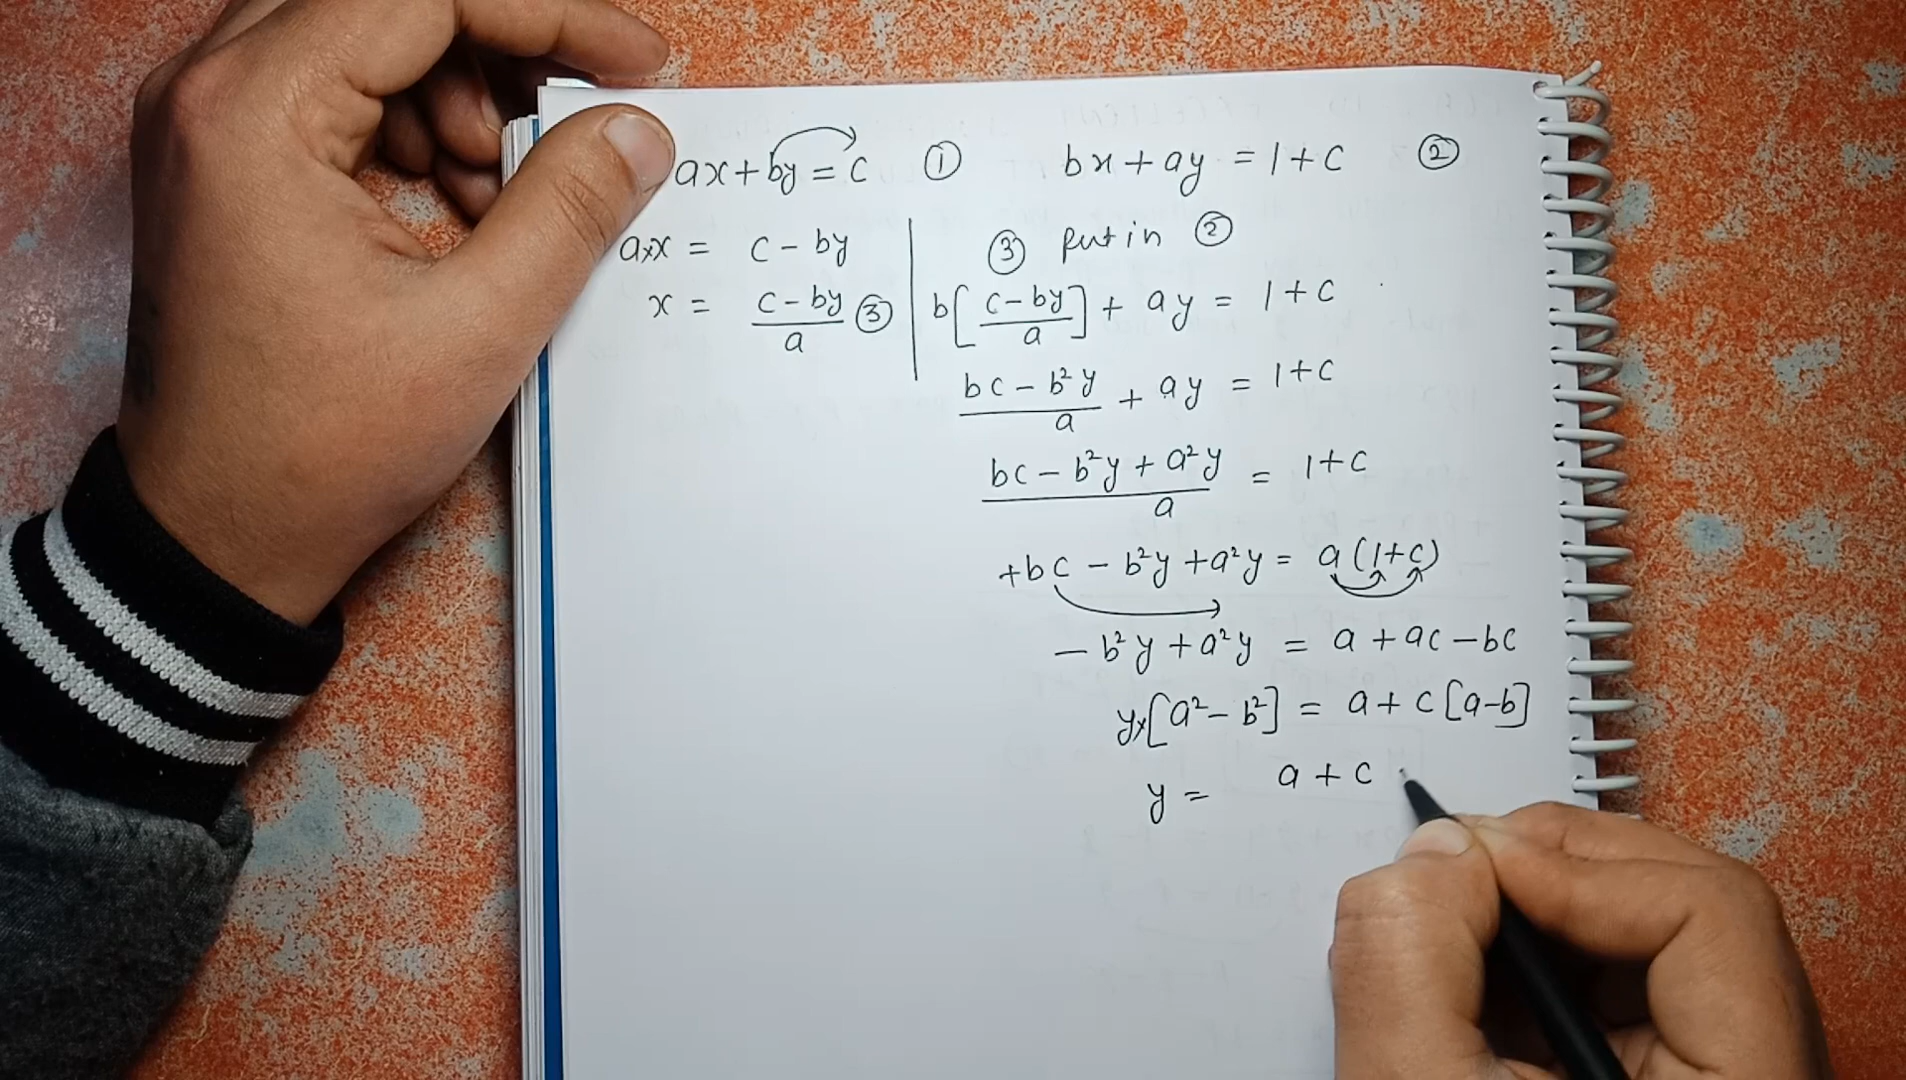 ax + by = c ①   bx + ay = 1 + c ②
a×x = c - by
x = (c - by)/a ③
③ put in ②
b[(c - by)/a] + ay = 1 + c
(bc - b²y)/a + ay = 1 + c
(bc - b²y + a²y)/a = 1 + c
+bc - b²y + a²y = a(1 + c)
- b²y + a²y = a + ac - bc
y×[a² - b²] = a + c[a - b]
y = a + c